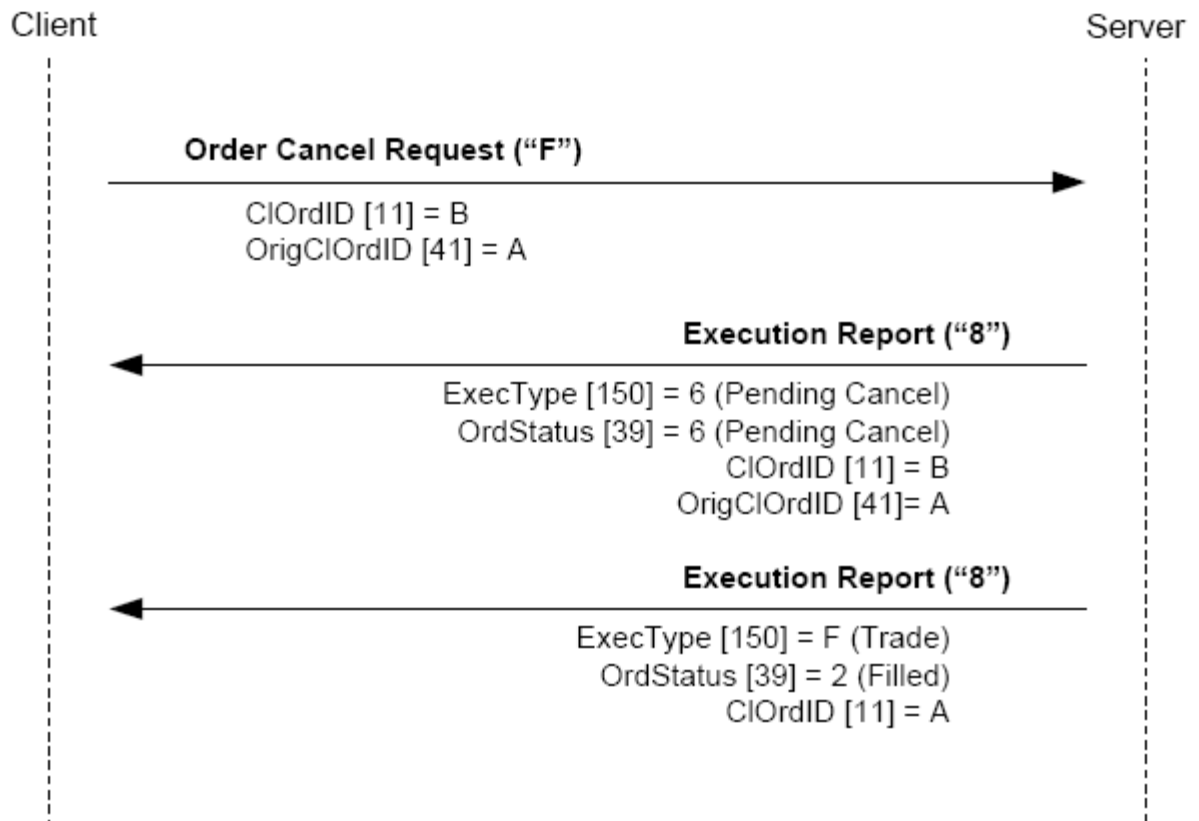 Client
Server
Order Cancel Request (“F”)
ClOrdID [11] = B
OrigClOrdID [41] = A
Execution Report (“8”)
ExecType [150] = 6 (Pending Cancel)
OrdStatus [39] = 6 (Pending Cancel)
ClOrdID [11] = B
OrigClOrdID [41]= A
Execution Report (“8”)
ExecType [150] = F (Trade)
OrdStatus [39] = 2 (Filled)
ClOrdID [11] = A